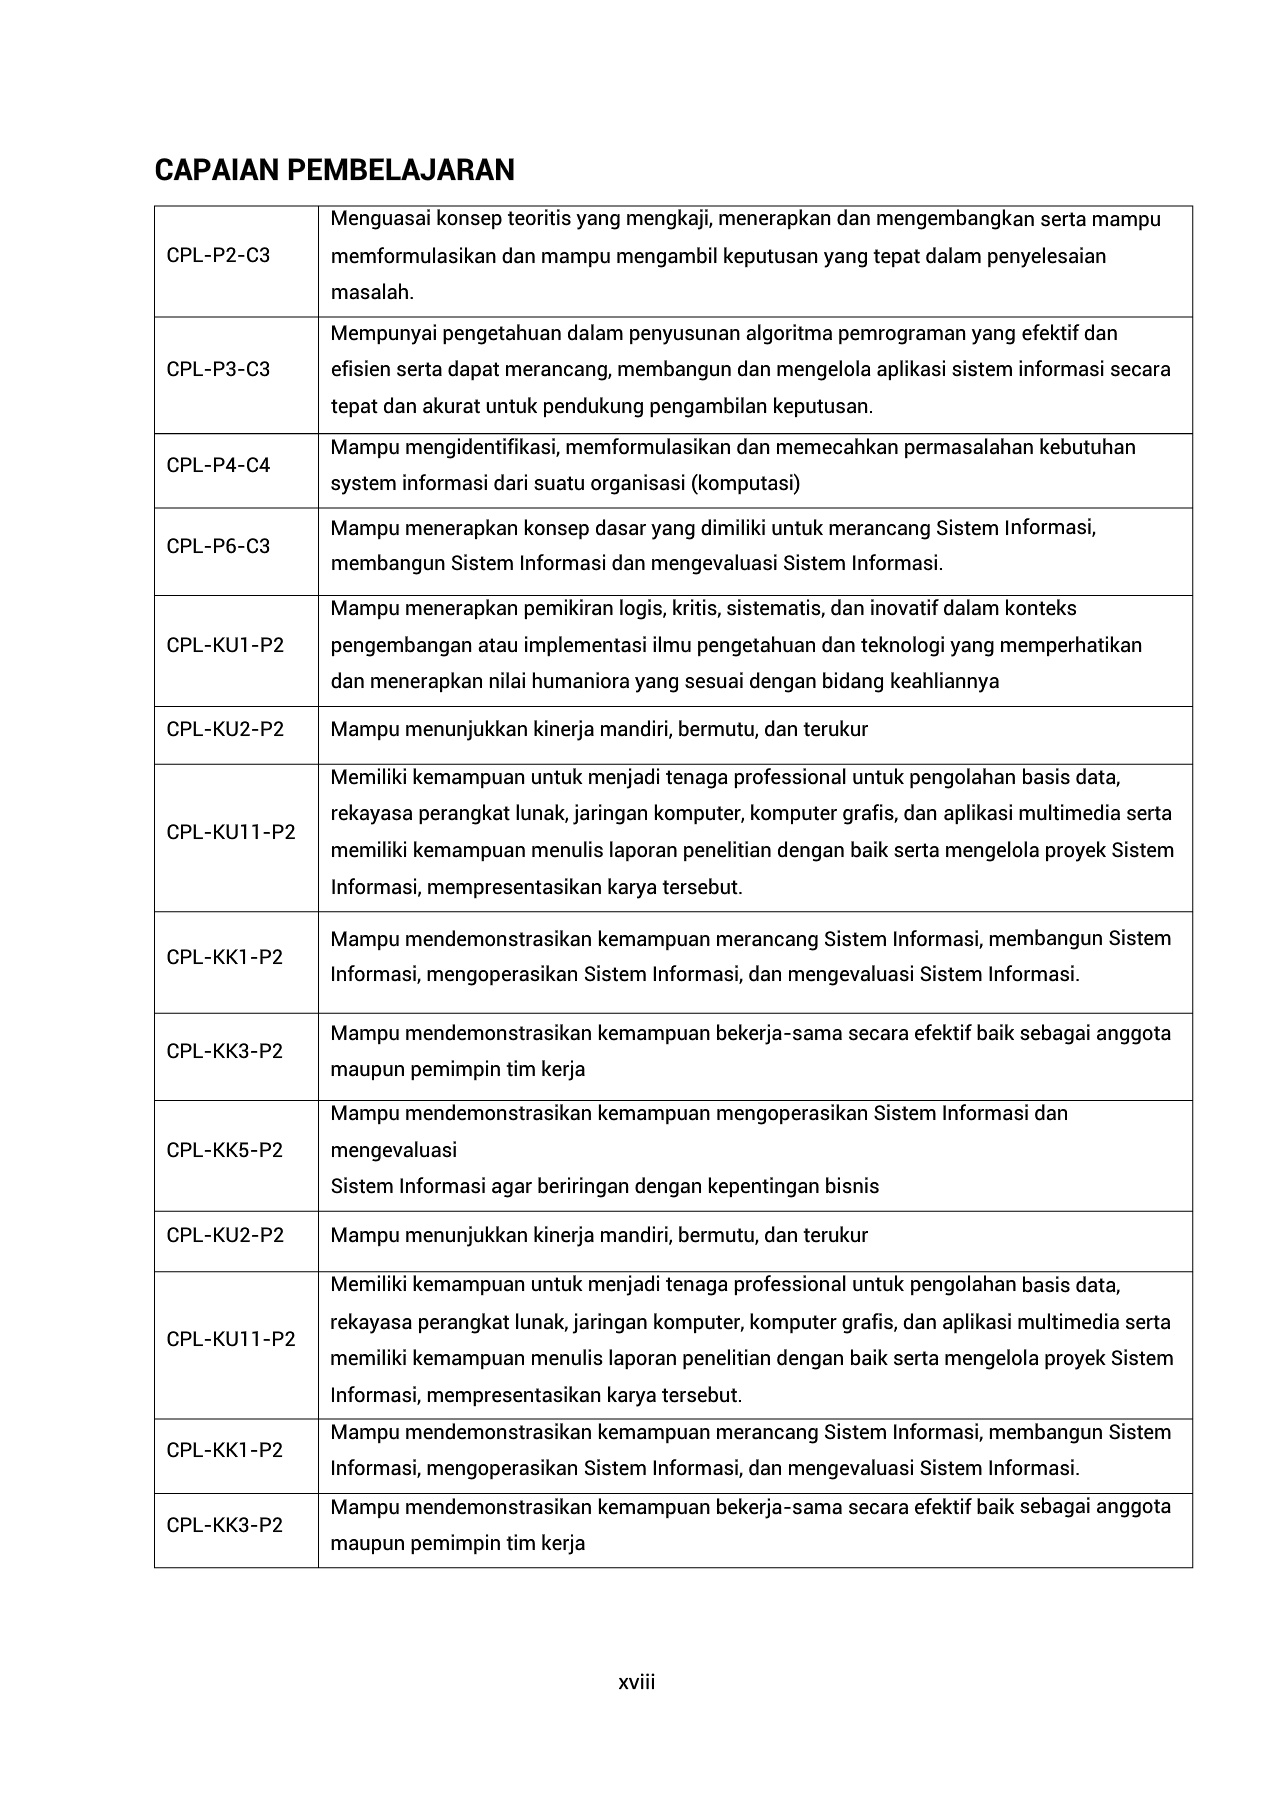 CAPAIAN PEMBELAJARAN
CPL-P2-C3
Menguasai konsep teoritis yang mengkaji, menerapkan dan mengembangkan serta mampu
memformulasikan dan mampu mengambil keputusan yang tepat dalam penyelesaian
masalah.
CPL-P3-C3
Mempunyai pengetahuan dalam penyusunan algoritma pemrograman yang efektif dan
efisien serta dapat merancang, membangun dan mengelola aplikasi sistem informasi secara
tepat dan akurat untuk pendukung pengambilan keputusan.
CPL-P4-C4
Mampu mengidentifikasi, memformulasikan dan memecahkan permasalahan kebutuhan
system informasi dari suatu organisasi (komputasi)
CPL-P6-C3
Mampu menerapkan konsep dasar yang dimiliki untuk merancang Sistem Informasi,
membangun Sistem Informasi dan mengevaluasi Sistem Informasi.
CPL-KU1-P2
Mampu menerapkan pemikiran logis, kritis, sistematis, dan inovatif dalam konteks
pengembangan atau implementasi ilmu pengetahuan dan teknologi yang memperhatikan
dan menerapkan nilai humaniora yang sesuai dengan bidang keahliannya
CPL-KU2-P2
Mampu menunjukkan kinerja mandiri, bermutu, dan terukur
CPL-KU11-P2
Memiliki kemampuan untuk menjadi tenaga professional untuk pengolahan basis data,
rekayasa perangkat lunak, jaringan komputer, komputer grafis, dan aplikasi multimedia serta
memiliki kemampuan menulis laporan penelitian dengan baik serta mengelola proyek Sistem
Informasi, mempresentasikan karya tersebut.
CPL-KK1-P2
Mampu mendemonstrasikan kemampuan merancang Sistem Informasi, membangun Sistem
Informasi, mengoperasikan Sistem Informasi, dan mengevaluasi Sistem Informasi.
CPL-KK3-P2
Mampu mendemonstrasikan kemampuan bekerja-sama secara efektif baik sebagai anggota
maupun pemimpin tim kerja
CPL-KK5-P2
Mampu mendemonstrasikan kemampuan mengoperasikan Sistem Informasi dan
mengevaluasi
Sistem Informasi agar beriringan dengan kepentingan bisnis
CPL-KU2-P2
Mampu menunjukkan kinerja mandiri, bermutu, dan terukur
CPL-KU11-P2
Memiliki kemampuan untuk menjadi tenaga professional untuk pengolahan basis data,
rekayasa perangkat lunak, jaringan komputer, komputer grafis, dan aplikasi multimedia serta
memiliki kemampuan menulis laporan penelitian dengan baik serta mengelola proyek Sistem
Informasi, mempresentasikan karya tersebut.
CPL-KK1-P2
Mampu mendemonstrasikan kemampuan merancang Sistem Informasi, membangun Sistem
Informasi, mengoperasikan Sistem Informasi, dan mengevaluasi Sistem Informasi.
CPL-KK3-P2
Mampu mendemonstrasikan kemampuan bekerja-sama secara efektif baik sebagai anggota
maupun pemimpin tim kerja
xviii